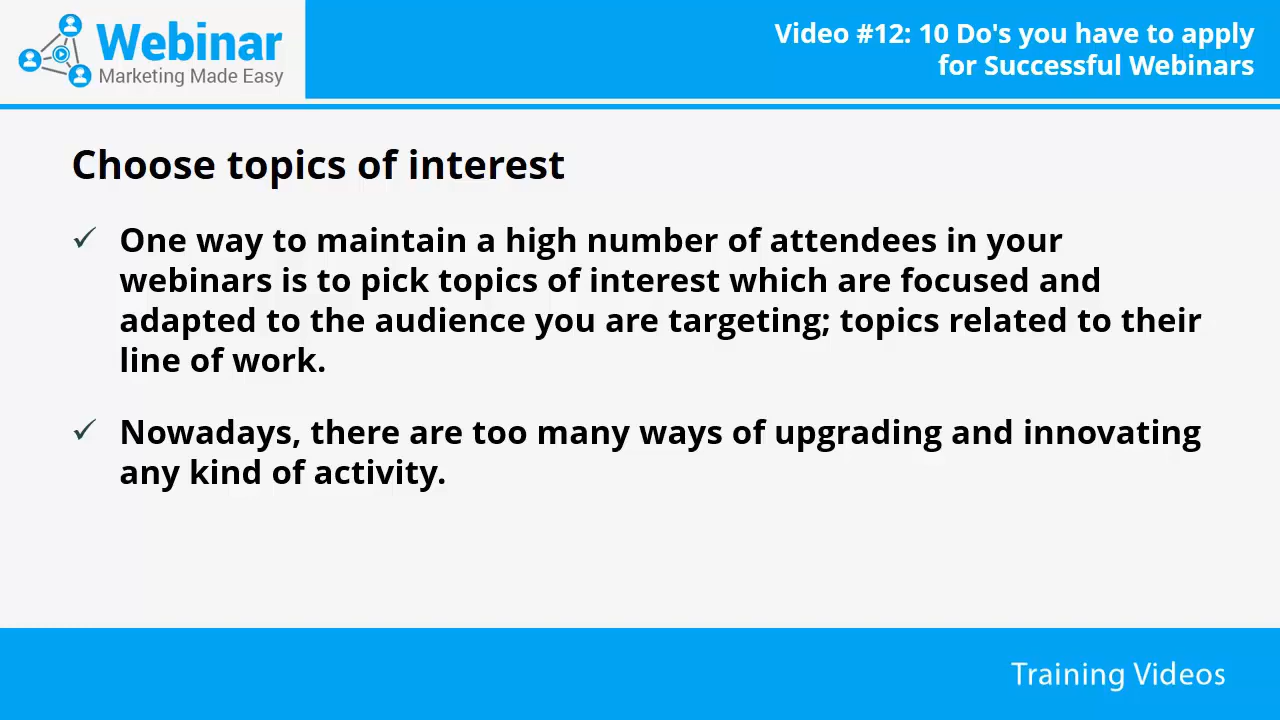 Webinar
Marketing Made Easy
Video #12: 10 Do's you have to apply
for Successful Webinars
Choose topics of interest
✓ One way to maintain a high number of attendees in your
webinars is to pick topics of interest which are focused and
adapted to the audience you are targeting; topics related to their
line of work.
✓ Nowadays, there are too many ways of upgrading and innovating
any kind of activity.
Training Videos